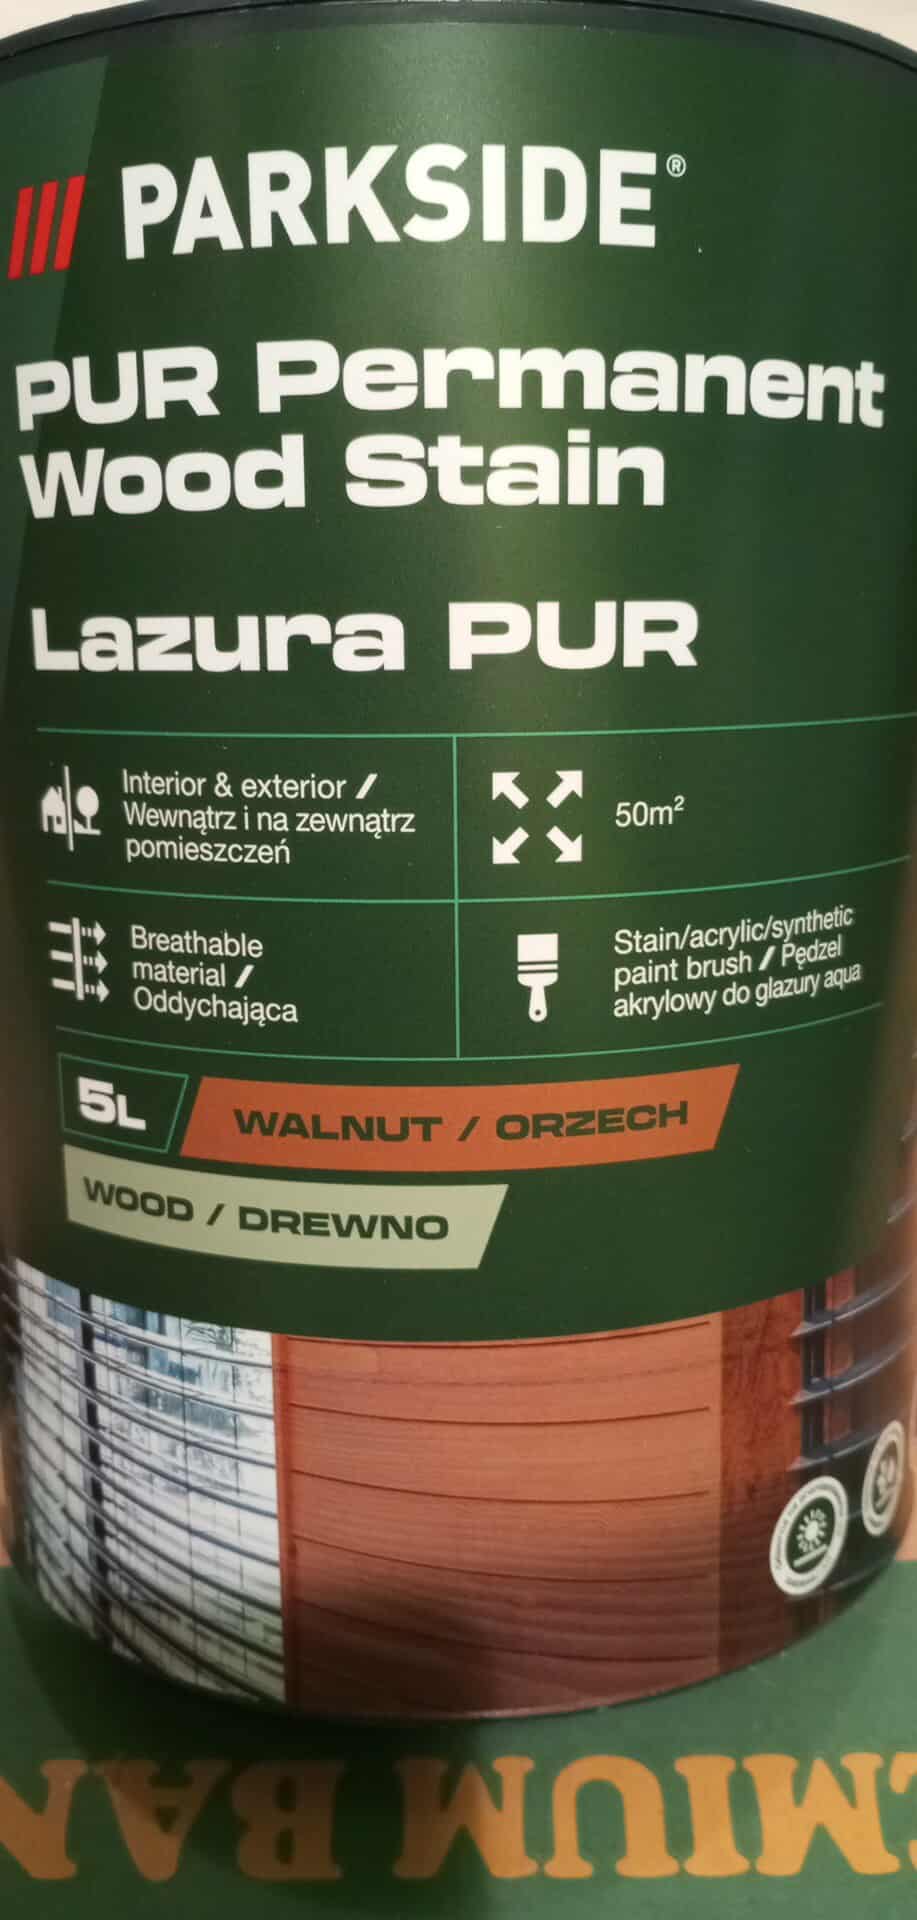 PARKSIDE®
PUR Permanent
Wood Stain
Lazura PUR
Interior & exterior /
Wewnątrz i na zewnątrz
pomieszczeń
50m²
Breathable
material /
Oddychająca
Stain/acrylic/synthetic
paint brush / Pędzel
akrylowy do glazury aqua
5L
WALNUT / ORZECH
WOOD / DREWNO